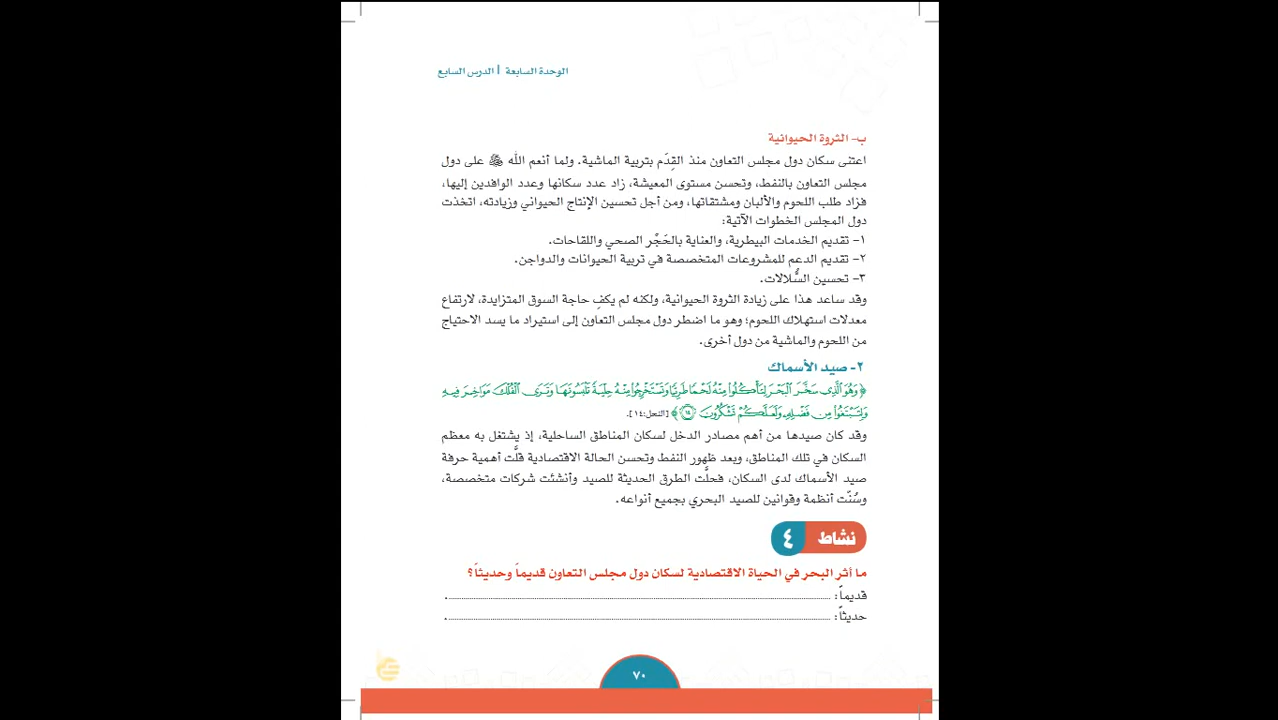 الوحدة السابعة | الدرس السابع
ب- الثروة الحيوانية
اعتنى سكان دول مجلس التعاون منذ القِدَم بتربية الماشية. ولما أنعم الله ﷻ على دول
مجلس التعاون بالنفط، وتحسن مستوى المعيشة، زاد عدد سكانها وعدد الوافدين إليها،
فزاد طلب اللحوم والألبان ومشتقاتها، ومن أجل تحسين الإنتاج الحيواني وزيادته، اتخذت
دول المجلس الخطوات الآتية:
١- تقديم الخدمات البيطرية، والعناية بالحَجْر الصحي واللقاحات.
٢- تقديم الدعم للمشروعات المتخصصة في تربية الحيوانات والدواجن.
٣- تحسين السُّلالات.
وقد ساعد هذا على زيادة الثروة الحيوانية، ولكنه لم يكفِ حاجة السوق المتزايدة، لارتفاع
معدلات استهلاك اللحوم؛ وهو ما اضطر دول مجلس التعاون إلى استيراد ما يسد الاحتياج
من اللحوم والماشية من دول أخرى.
٢- صيد الأسماك
﴿ وَهُوَ الَّذِى سَخَّرَ الْبَحْرَ لِتَأْكُلُوا مِنْهُ لَحْمًا طَرِيًّا وَتَسْتَخْرِجُوا مِنْهُ حِلْيَةً تَلْبَسُونَهَا وَتَرَى الْفُلْكَ مَوَاخِرَ فِيهِ
وَلِتَبْتَغُوا مِن فَضْلِهِ وَلَعَلَّكُمْ تَشْكُرُونَ ١٤ ﴾ [النحل:١٤].
وقد كان صيدها من أهم مصادر الدخل لسكان المناطق الساحلية، إذ يشتغل به معظم
السكان في تلك المناطق، وبعد ظهور النفط وتحسن الحالة الاقتصادية قلَّت أهمية حرفة
صيد الأسماك لدى السكان، فحلَّت الطرق الحديثة للصيد وأنشئت شركات متخصصة،
وسُنّت أنظمة وقوانين للصيد البحري بجميع أنواعه.
نشاط ٤
ما أثر البحر في الحياة الاقتصادية لسكان دول مجلس التعاون قديماً وحديثاً؟
قديماً: .
حديثاً: .
٧٠